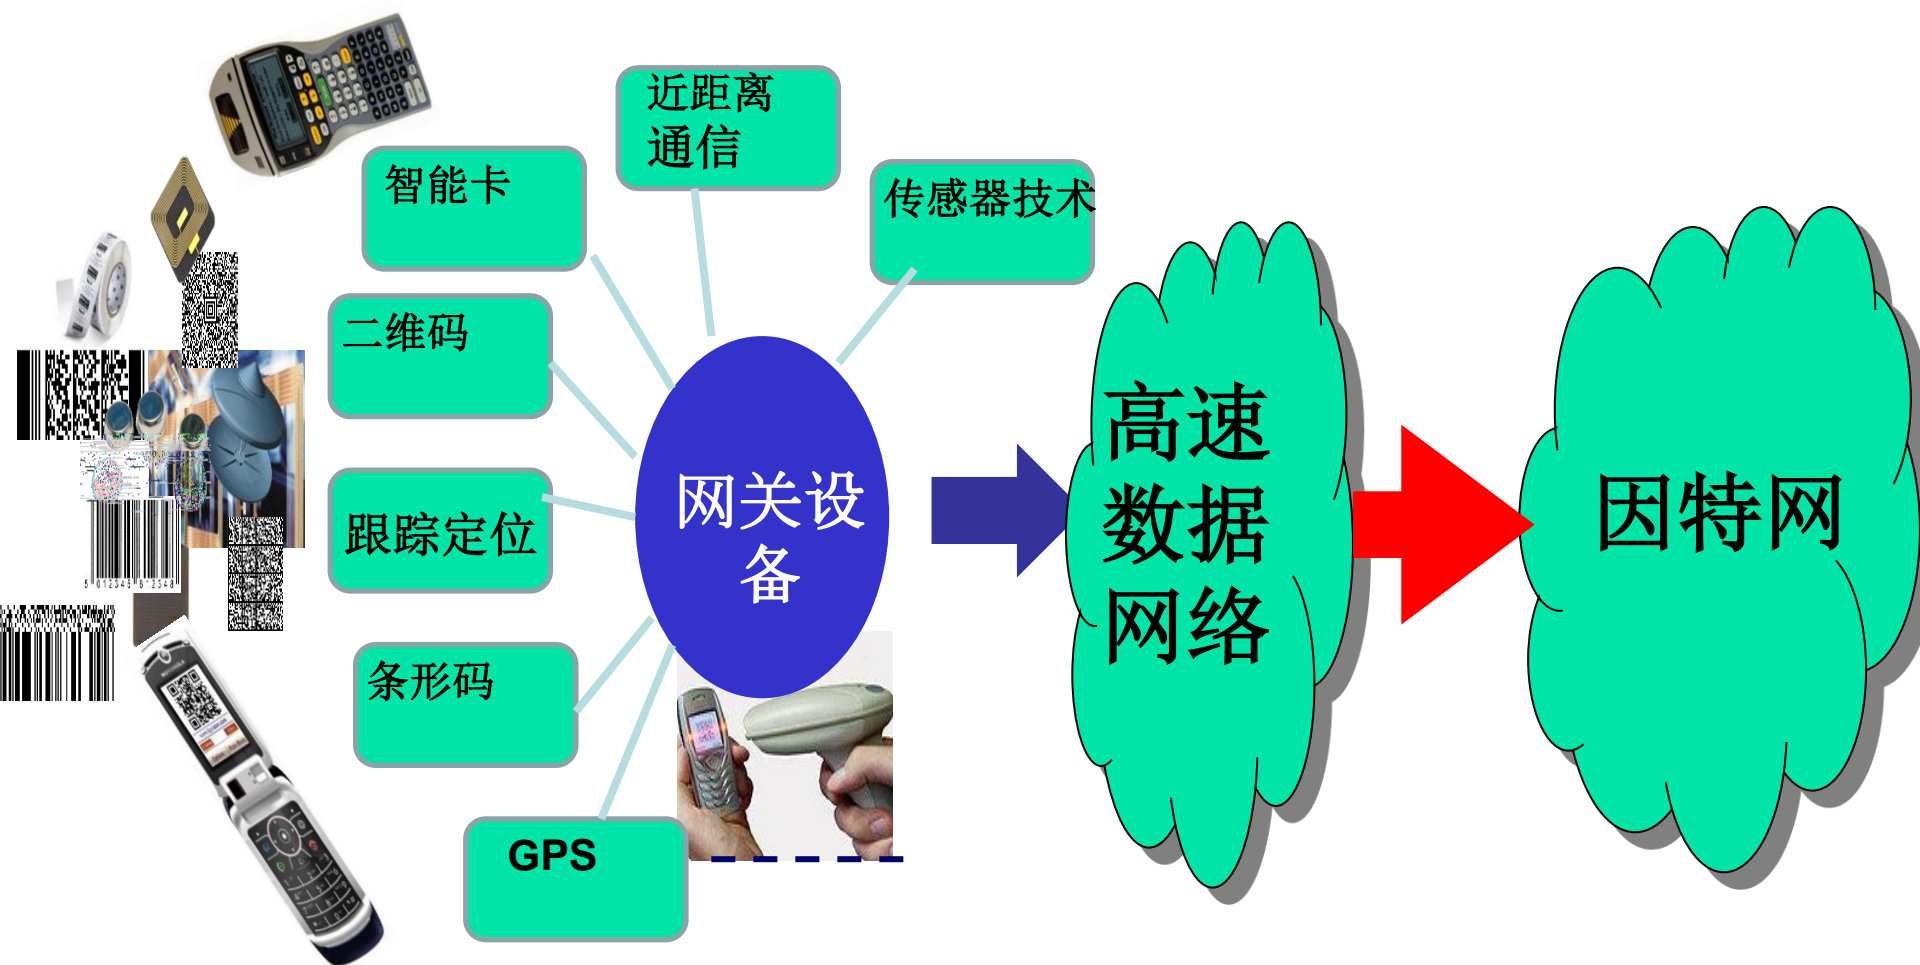 近距离
通信
智能卡
传感器技术
二维码
跟踪定位
条形码
GPS
网关设
备
高速
数据
网络
因特网